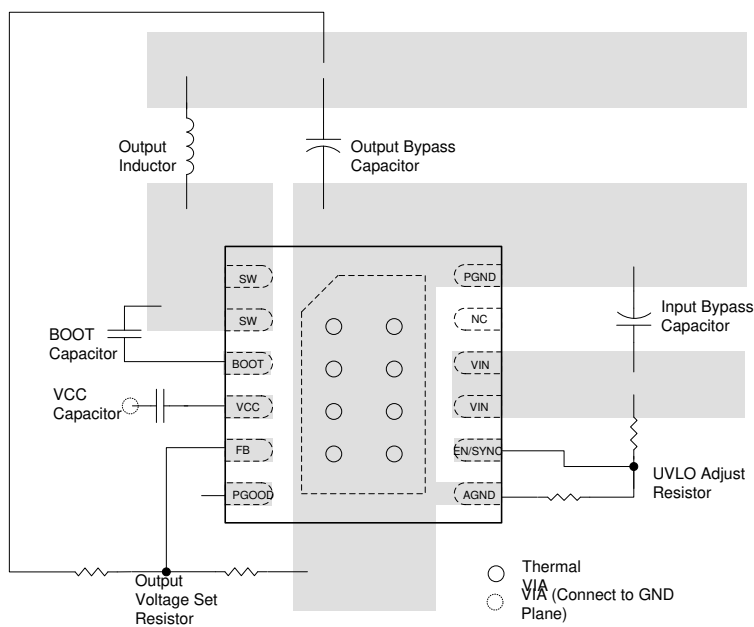 Output
Inductor
Output Bypass
Capacitor
SW
PGND
SW
NC
Input Bypass
Capacitor
BOOT
Capacitor
BOOT
VIN
VCC
Capacitor
VCC
VIN
FB
EN/SYNC
UVLO Adjust
Resistor
PGOOD
AGND
Output
Voltage Set
Resistor
Thermal
VIA
VIA (Connect to GND
Plane)